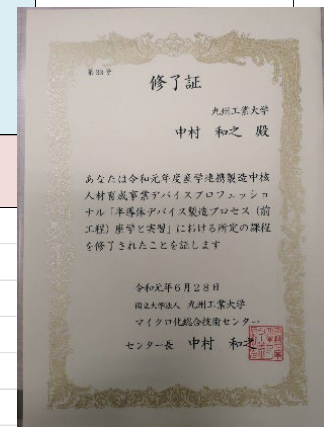 第33号
修了証
九州工業大学
中村 和之 殿
あなたは令和元年度産学連携製造中核
人材育成事業デバイスプロフェッショ
ナル「半導体デバイス製造プロセス（前
工程）座学と実習」における所定の課程
を修了されたことを証します
令和元年6月28日
国立大学法人 九州工業大学
マイクロ化総合技術センター
センター長 中村 和之